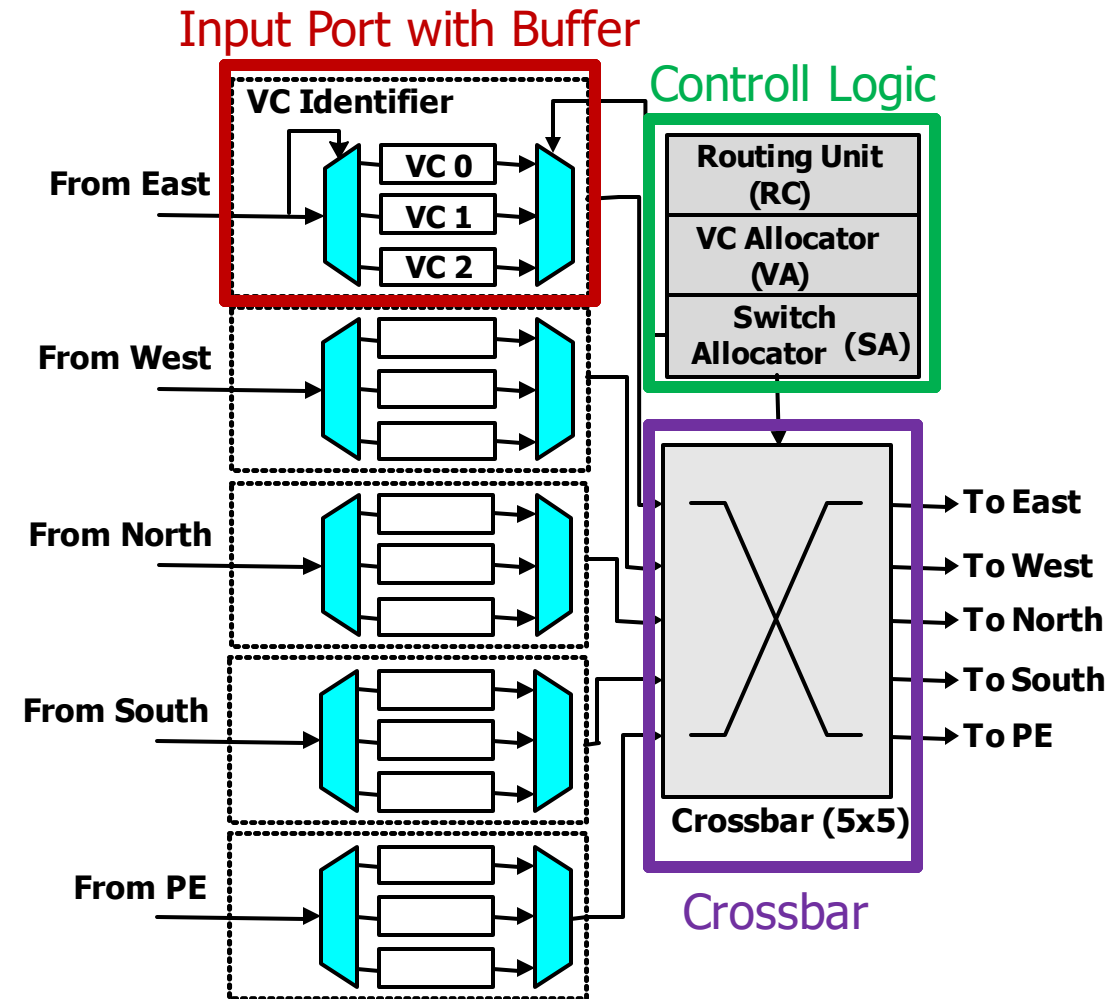 Input Port with Buffer
VC Identifier
From East
VC 0
VC 1
VC 2
Controll Logic
Routing Unit
(RC)
VC Allocator
(VA)
Switch
Allocator (SA)
From West
From North
From South
From PE
To East
To West
To North
To South
To PE
Crossbar (5x5)
Crossbar